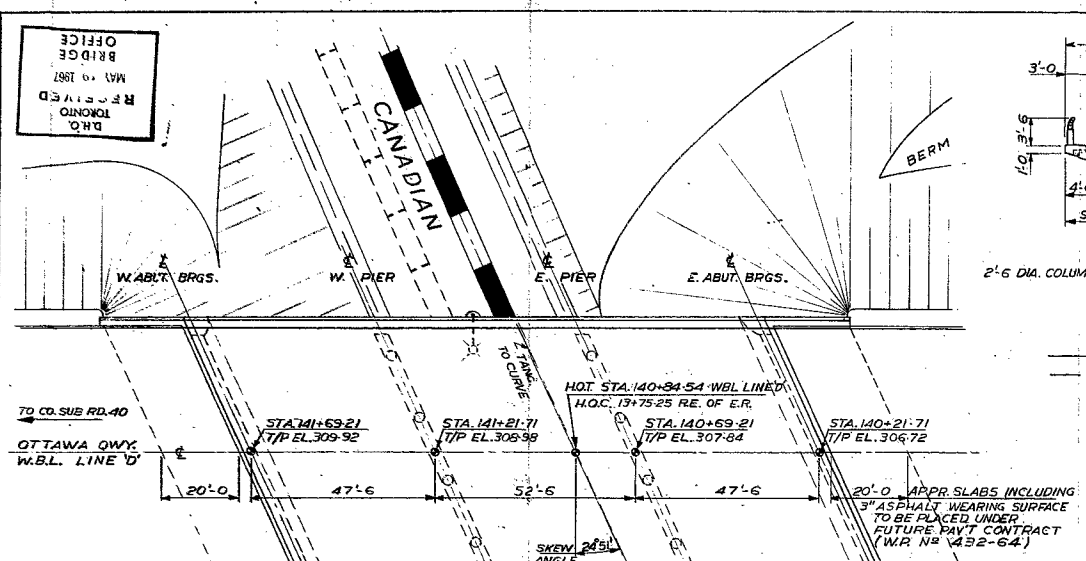 D.H.O.
TORONTO
RECEIVED
MAY 19 1967
BRIDGE
OFFICE
CANADIAN
BERM
3'-0
3'-6
1'-0
2'-6 DIA. COLUM
W. ABUT. BRGS.
W. PIER
E. PIER
E. ABUT. BRGS.
TANG.
TO CURVE
H.O.T. STA. 140+84·54 WBL LINE D
H.O.C. 13+75·25 R.E. OF E.R.
TO CO. SUB RD. 40
OTTAWA QWY.
W.B.L. LINE 'D'
STA. 141+69·21
T/P EL. 309·92
STA. 141+21·71
T/P EL. 308·98
STA. 140+69·21
T/P EL. 307·84
STA. 140+21·71
T/P EL. 306·72
20'-0
47'-6
52'-6
47'-6
20'-0 APPR. SLABS INCLUDING
3" ASPHALT WEARING SURFACE
TO BE PLACED UNDER
FUTURE PAV'T CONTRACT
(W.P. Nº 432-64)
SKEW 24°51'
ANGLE